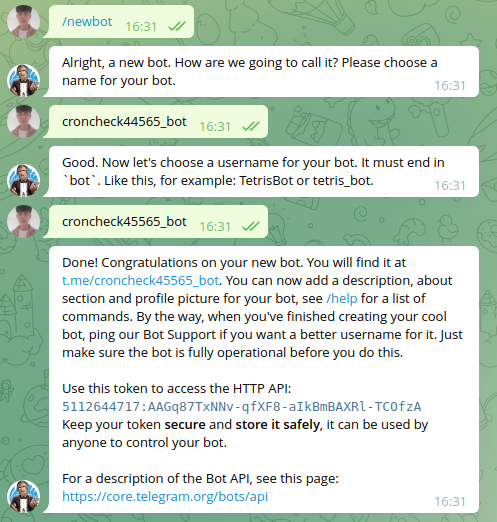 /newbot 16:31
Alright, a new bot. How are we going to call it? Please choose a
name for your bot. 16:31
croncheck44565_bot 16:31
Good. Now let's choose a username for your bot. It must end in
`bot`. Like this, for example: TetrisBot or tetris_bot. 16:31
croncheck45565_bot 16:31
Done! Congratulations on your new bot. You will find it at
t.me/croncheck45565_bot. You can now add a description, about
section and profile picture for your bot, see /help for a list of
commands. By the way, when you've finished creating your cool
bot, ping our Bot Support if you want a better username for it. Just
make sure the bot is fully operational before you do this.
Use this token to access the HTTP API:
5112644717:AAGq87TxNNv-qfXF8-aIkBmBAXRl-TCOfzA
Keep your token secure and store it safely, it can be used by
anyone to control your bot.
For a description of the Bot API, see this page:
https://core.telegram.org/bots/api 16:31